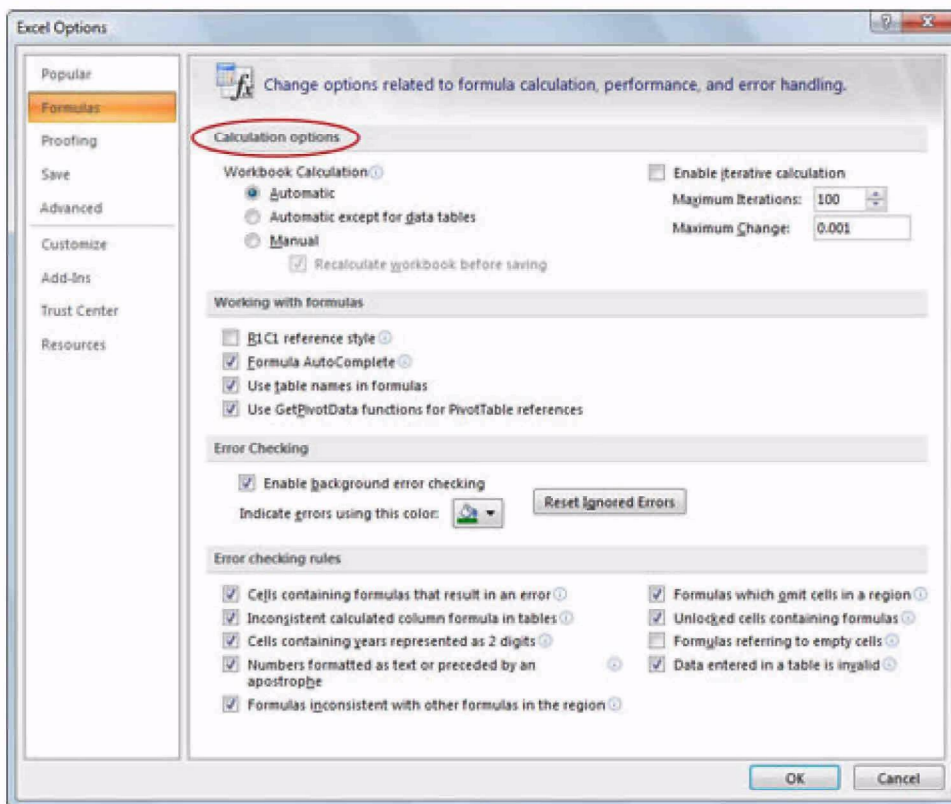 Excel Options
Popular
Formulas
Proofing
Save
Advanced
Customize
Add-Ins
Trust Center
Resources
Change options related to formula calculation, performance, and error handling.
Calculation options
Workbook Calculation
Automatic
Automatic except for data tables
Manual
Recalculate workbook before saving
Enable iterative calculation
Maximum Iterations: 100
Maximum Change: 0.001
Working with formulas
R1C1 reference style
Formula AutoComplete
Use table names in formulas
Use GetPivotData functions for PivotTable references
Error Checking
Enable background error checking
Indicate errors using this color:
Reset Ignored Errors
Error checking rules
Cells containing formulas that result in an error
Inconsistent calculated column formula in tables
Cells containing years represented as 2 digits
Numbers formatted as text or preceded by an
apostrophe
Formulas inconsistent with other formulas in the region
Formulas which omit cells in a region
Unlocked cells containing formulas
Formulas referring to empty cells
Data entered in a table is invalid
OK
Cancel